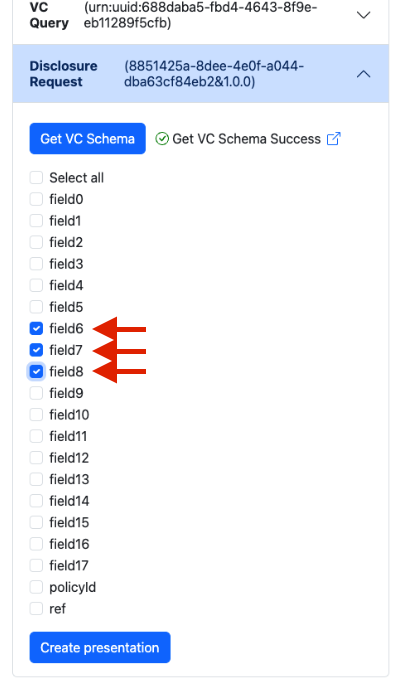 VC Query (urn:uuid:688daba5-fbd4-4643-8f9e-
eb11289f5cfb)
Disclosure Request (8851425a-8dee-4e0f-a044-
dba63cf84eb2&1.0.0)
Get VC Schema Get VC Schema Success
Select all
field0
field1
field2
field3
field4
field5
field6
field7
field8
field9
field10
field11
field12
field13
field14
field15
field16
field17
policyId
ref
Create presentation